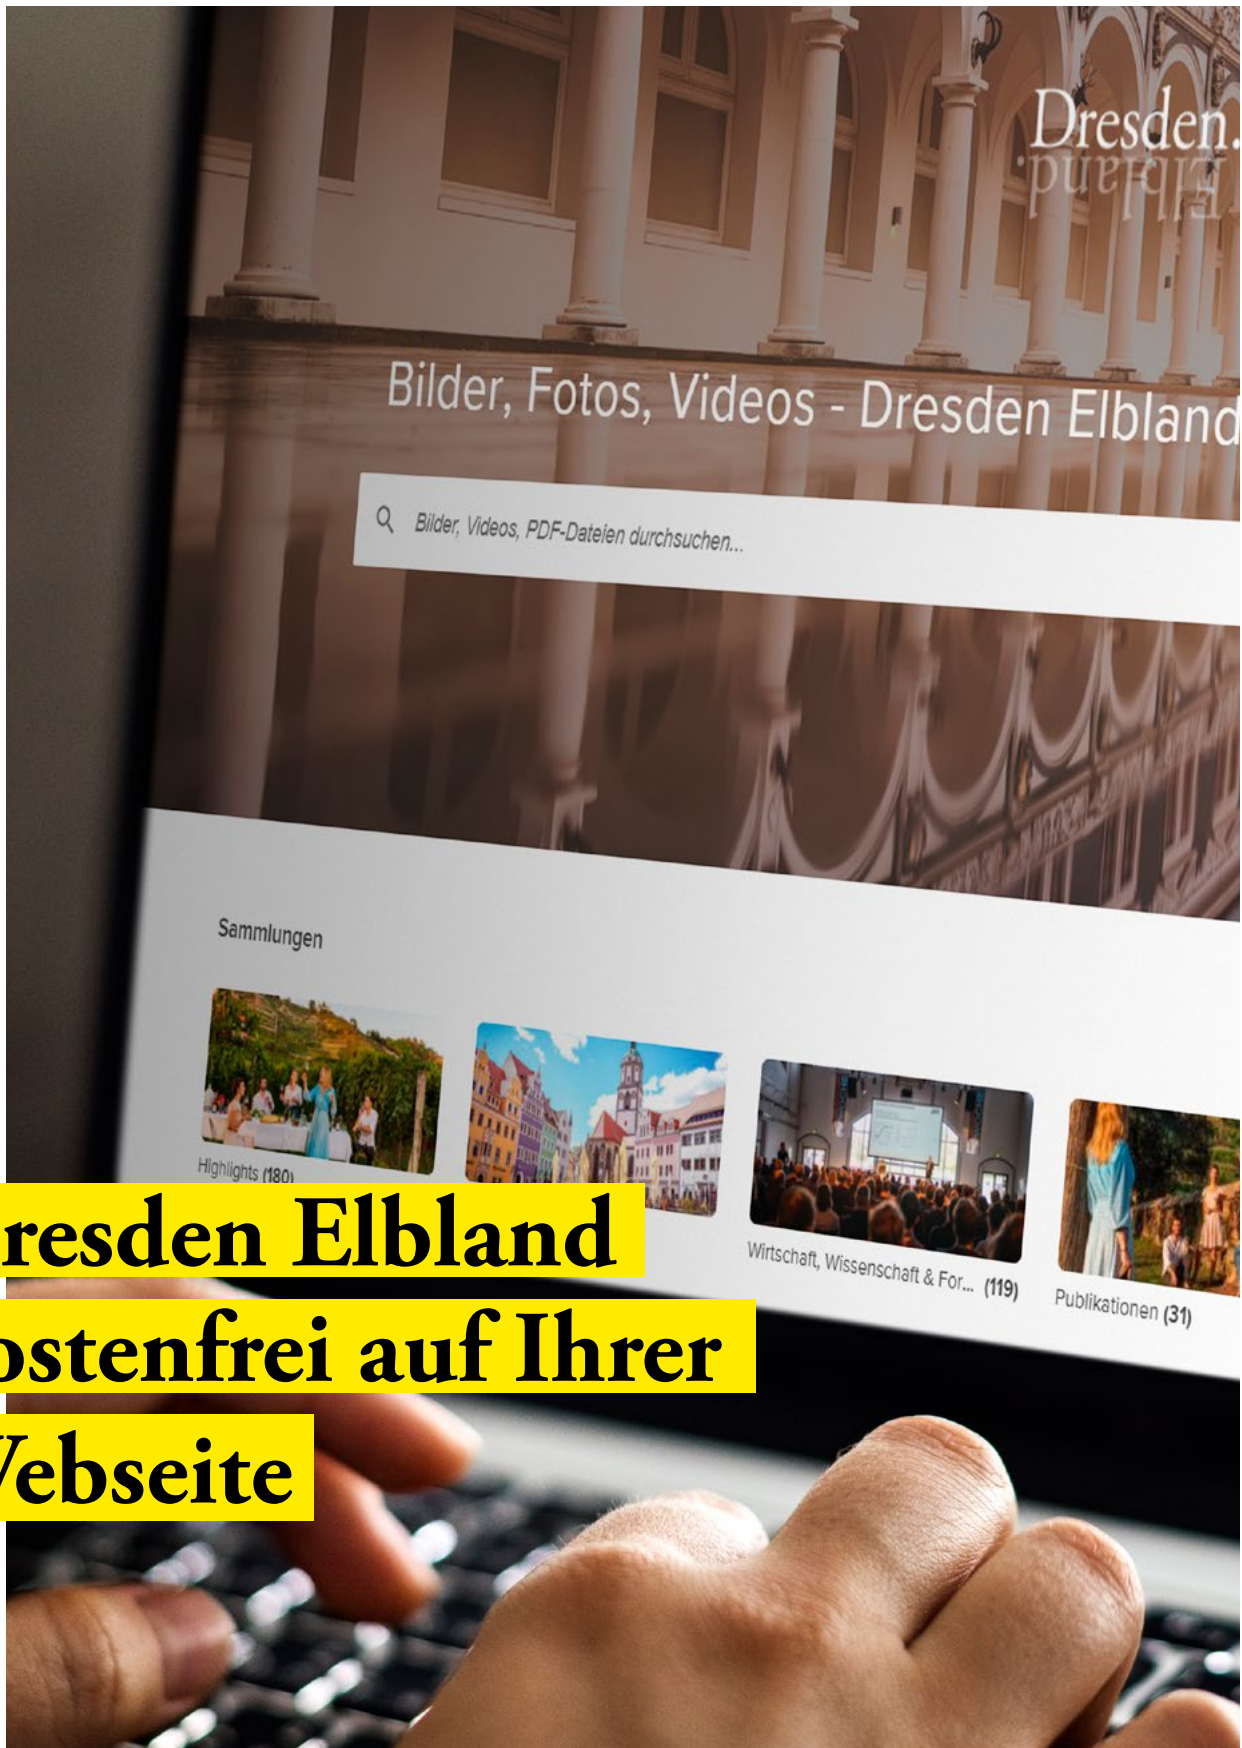 Dresden.
Elbland
Bilder, Fotos, Videos - Dresden Elbland
Bilder, Videos, PDF-Dateien durchsuchen...
Sammlungen
Highlights (180)
Wirtschaft, Wissenschaft & For... (119)
Publikationen (31)
resden Elbland
ostenfrei auf Ihrer
Webseite